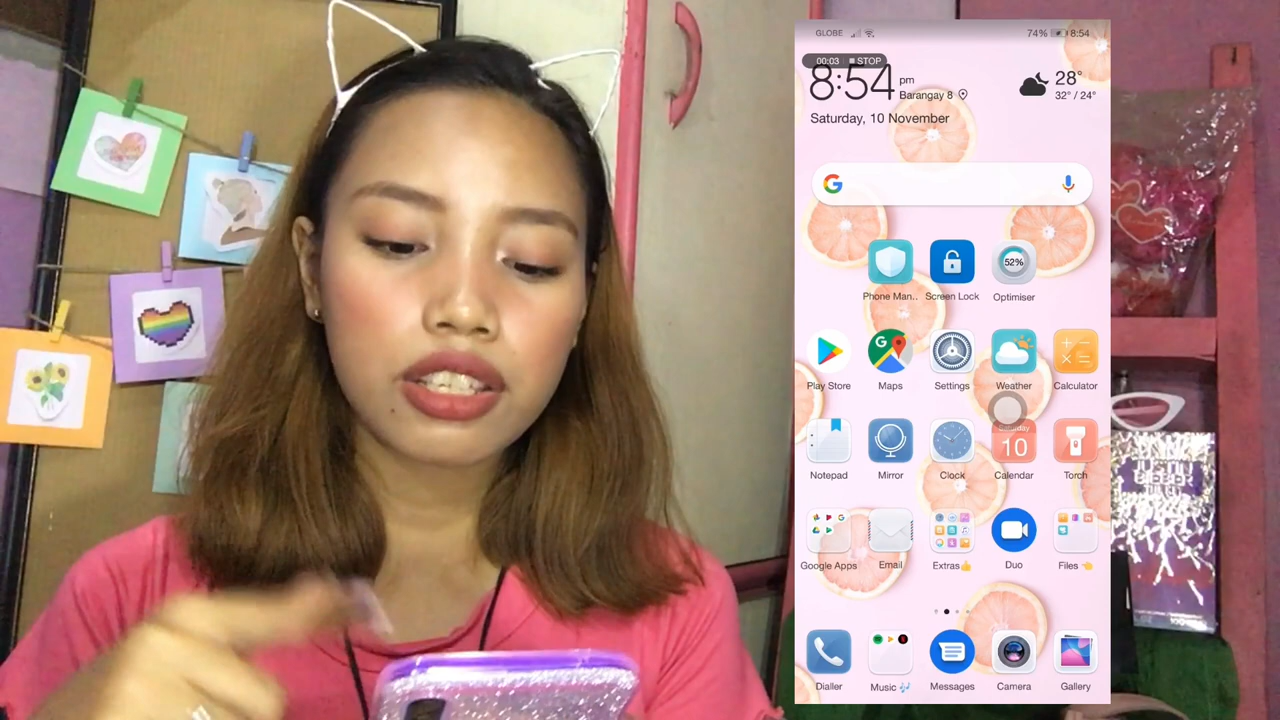 GLOBE
74%
8:54
00:03
STOP
8:54 pm
Barangay 8
28°
32° / 24°
Saturday, 10 November
52%
Phone Man..
Screen Lock
Optimiser
Play Store
Maps
Settings
Weather
Calculator
Saturday
10
Notepad
Mirror
Clock
Calendar
Torch
Google Apps
Email
Extras👍
Duo
Files 👈
Dialler
Music 🎶
Messages
Camera
Gallery